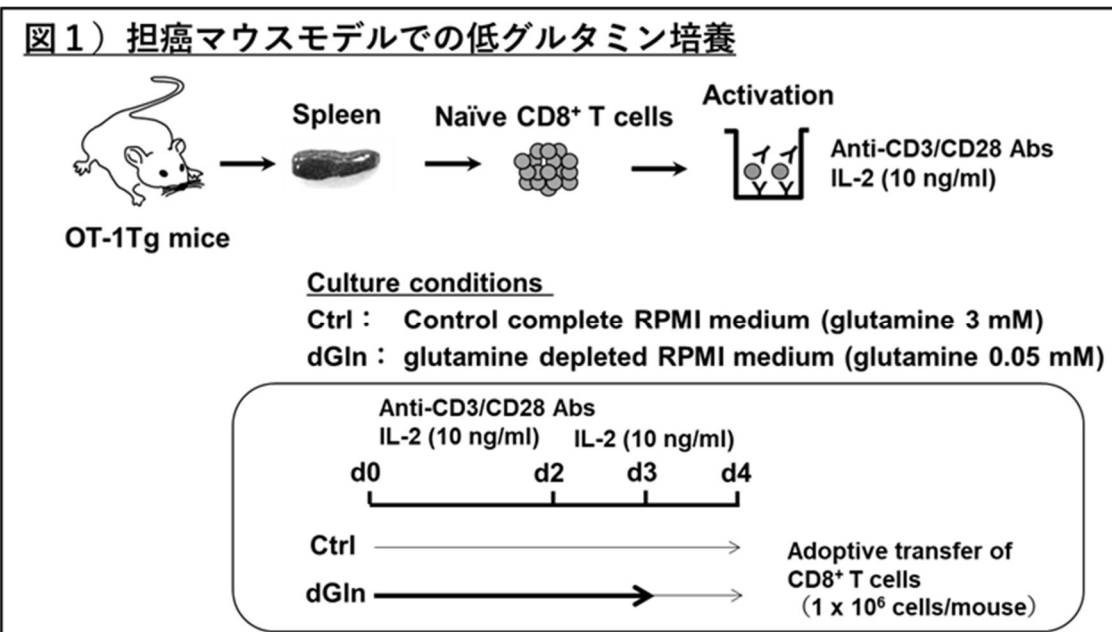 図1）担癌マウスモデルでの低グルタミン培養
Activation
Spleen
Naïve CD8⁺ T cells
Anti-CD3/CD28 Abs
IL-2 (10 ng/ml)
OT-1Tg mice
Culture conditions
Ctrl： Control complete RPMI medium (glutamine 3 mM)
dGln： glutamine depleted RPMI medium (glutamine 0.05 mM)
Anti-CD3/CD28 Abs
IL-2 (10 ng/ml) IL-2 (10 ng/ml)
d0 d2 d3 d4
Ctrl
dGln
Adoptive transfer of
CD8⁺ T cells
（1 x 10⁶ cells/mouse）